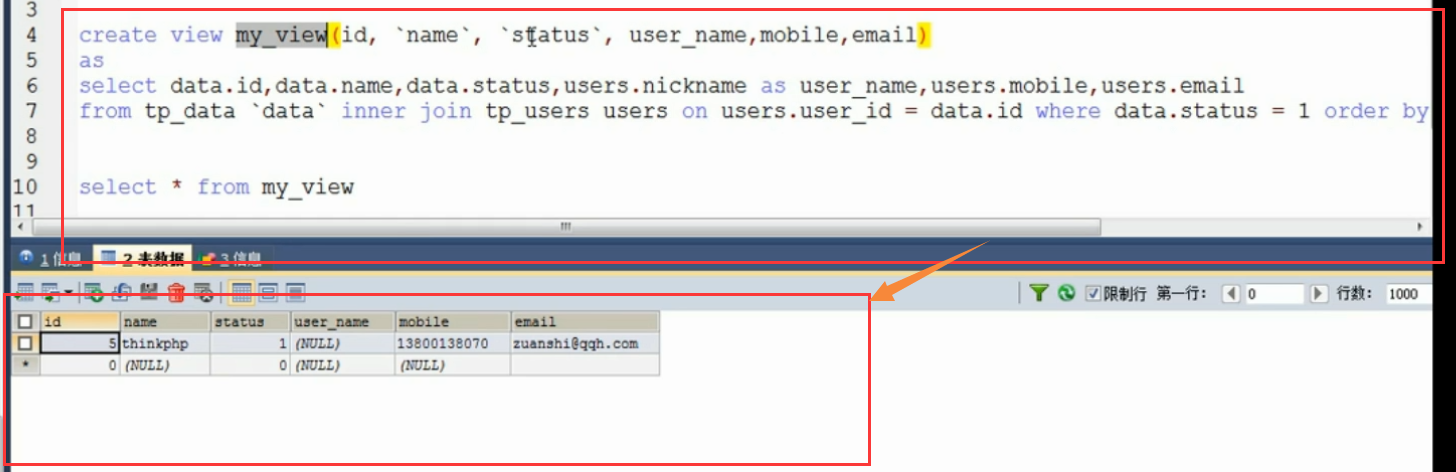 3
4 create view my_view(id, `name`, `status`, user_name,mobile,email)
5 as
6 select data.id,data.name,data.status,users.nickname as user_name,users.mobile,users.email
7 from tp_data `data` inner join tp_users users on users.user_id = data.id where data.status = 1 order by
8
9
10 select * from my_view
11
1 信息 2 表数据 3 信息
限制行 第一行: 0 行数: 1000
id name status user_name mobile email
5 thinkphp 1 (NULL) 13800138070 zuanshi@qqh.com
* 0 (NULL) 0 (NULL) (NULL)